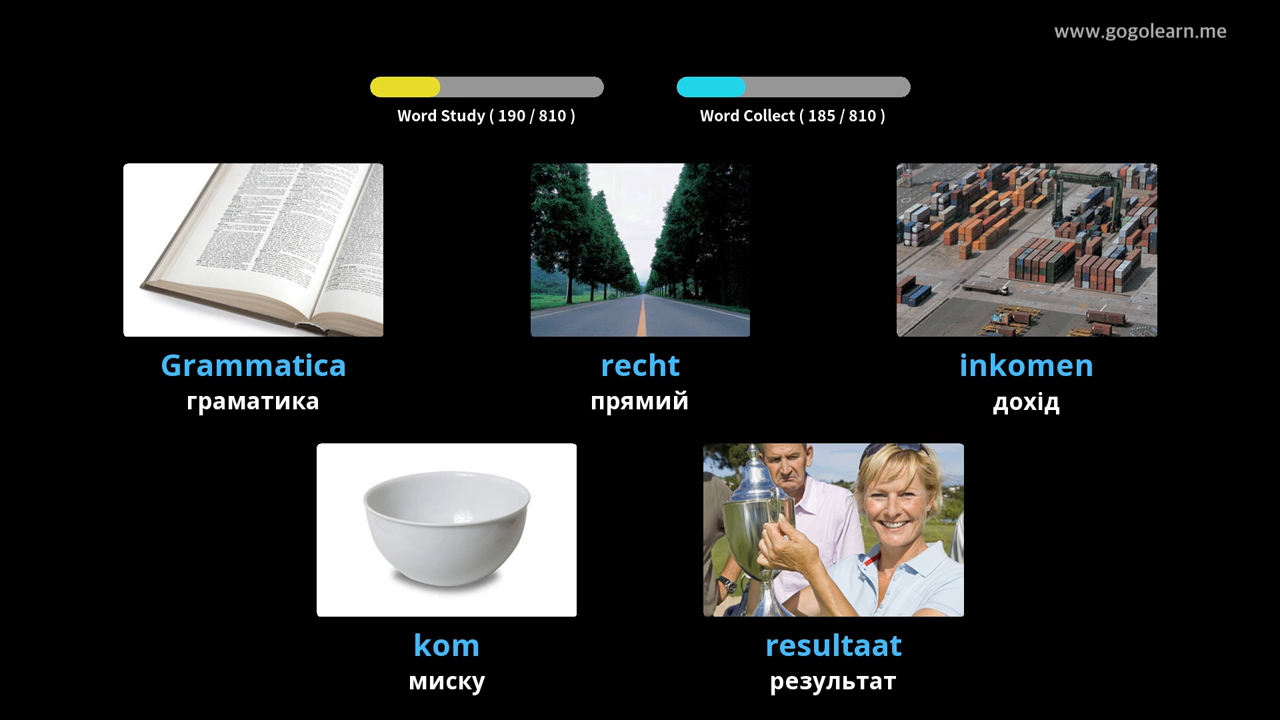 www.gogolearn.me
Word Study ( 190 / 810 )
Word Collect ( 185 / 810 )
Grammatica
граматика
recht
прямий
inkomen
дохід
kom
миску
resultaat
результат